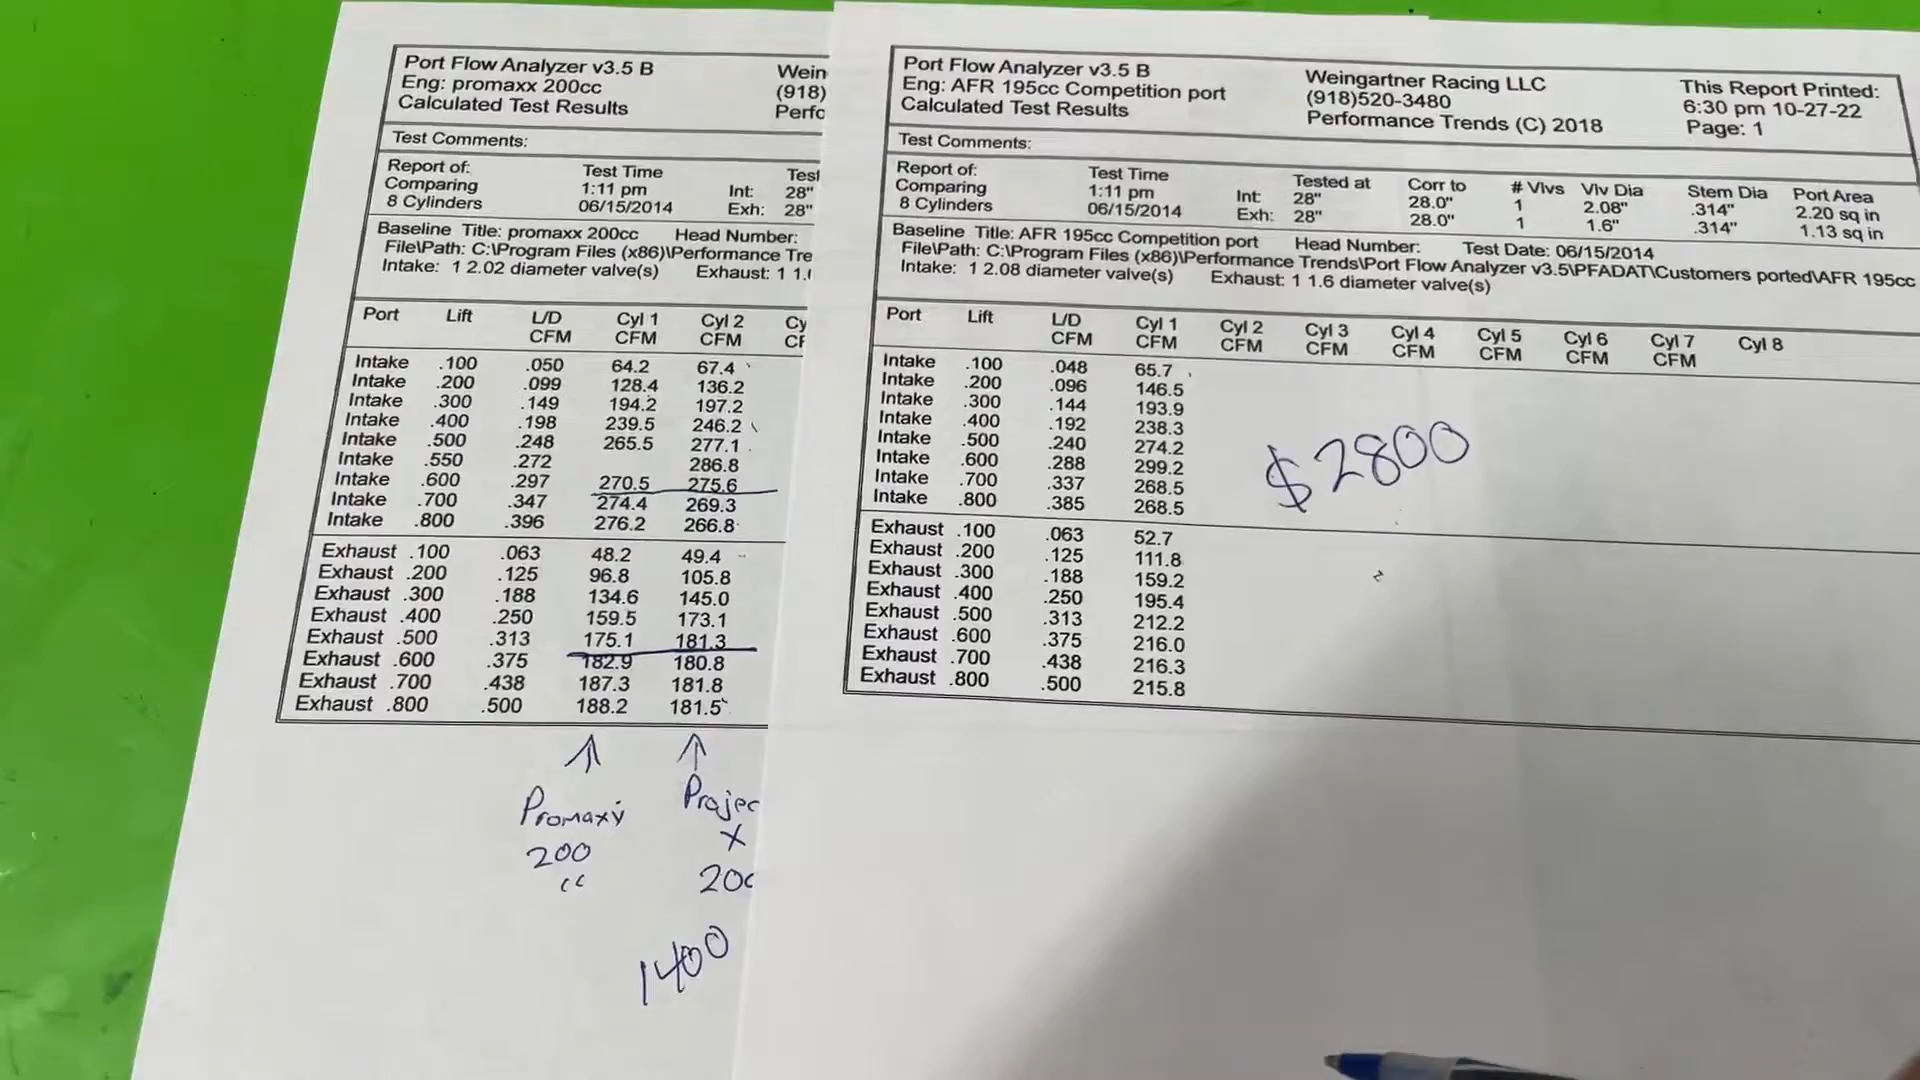 Port Flow Analyzer v3.5 B
Eng: promaxx 200cc
Calculated Test Results
Wein
(918)
Test Comments:
Report of:
Comparing
8 Cylinders
Test Time
1:11 pm
06/15/2014
Int: 28"
Exh: 28"
Baseline Title: promaxx 200cc Head Number:
File\Path: C:\Program Files (x86)\Performance Tre
Intake: 1 2.02 diameter valve(s) Exhaust: 1 1.
Port Lift L/D CFM Cyl 1 CFM Cyl 2 CFM Cy
Intake .100 .050 64.2 67.4
Intake .200 .099 128.4 136.2
Intake .300 .149 194.2 197.2
Intake .400 .198 239.5 246.2
Intake .500 .248 265.5 277.1
Intake .550 .272 286.8
Intake .600 .297 270.5 275.6
Intake .700 .347 274.4 269.3
Intake .800 .396 276.2 266.8
Exhaust .100 .063 48.2 49.4
Exhaust .200 .125 96.8 105.8
Exhaust .300 .188 134.6 145.0
Exhaust .400 .250 159.5 173.1
Exhaust .500 .313 175.1 181.3
Exhaust .600 .375 182.9 180.8
Exhaust .700 .438 187.3 181.8
Exhaust .800 .500 188.2 181.5
Promaxx
200
cc
Projec
X
200
1400
Port Flow Analyzer v3.5 B
Eng: AFR 195cc Competition port
Calculated Test Results
Weingartner Racing LLC
(918)520-3480
Performance Trends (C) 2018
This Report Printed:
6:30 pm 10-27-22
Page: 1
Test Comments:
Report of:
Comparing
8 Cylinders
Test Time
1:11 pm
06/15/2014
Tested at Corr to # Vlvs Vlv Dia Stem Dia Port Area
Int: 28" 28.0" 1 2.08" .314" 2.20 sq in
Exh: 28" 28.0" 1 1.6" .314" 1.13 sq in
Baseline Title: AFR 195cc Competition port Head Number: Test Date: 06/15/2014
File\Path: C:\Program Files (x86)\Performance Trends\Port Flow Analyzer v3.5\PFADAT\Customers ported\AFR 195cc
Intake: 1 2.08 diameter valve(s) Exhaust: 1 1.6 diameter valve(s)
Port Lift L/D Cyl 1 Cyl 2 Cyl 3 Cyl 4 Cyl 5 Cyl 6 Cyl 7 Cyl 8
CFM CFM CFM CFM CFM CFM CFM CFM
Intake .100 .048 65.7
Intake .200 .096 146.5
Intake .300 .144 193.9
Intake .400 .192 238.3
Intake .500 .240 274.2
Intake .600 .288 299.2
Intake .700 .337 268.5
Intake .800 .385 268.5
Exhaust .100 .063 52.7
Exhaust .200 .125 111.8
Exhaust .300 .188 159.2
Exhaust .400 .250 195.4
Exhaust .500 .313 212.2
Exhaust .600 .375 216.0
Exhaust .700 .438 216.3
Exhaust .800 .500 215.8
$2800